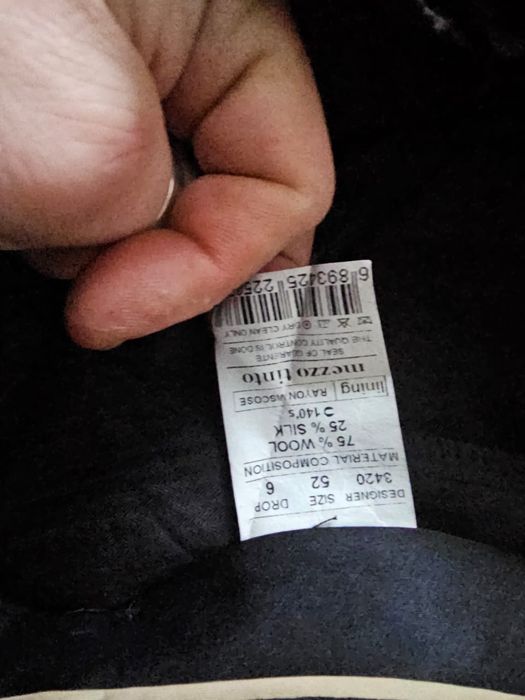 DESIGNER SIZE DROP
3420 52 6
MATERIAL COMPOSITION
75 % WOOL
25 % SILK
140's
lining RAYON VISCOSE
mezzo tinto
SEAL OF GUARENTE
THE QUALITY CONTROL IS DONE
DRY CLEAN ONLY
6 893425 225